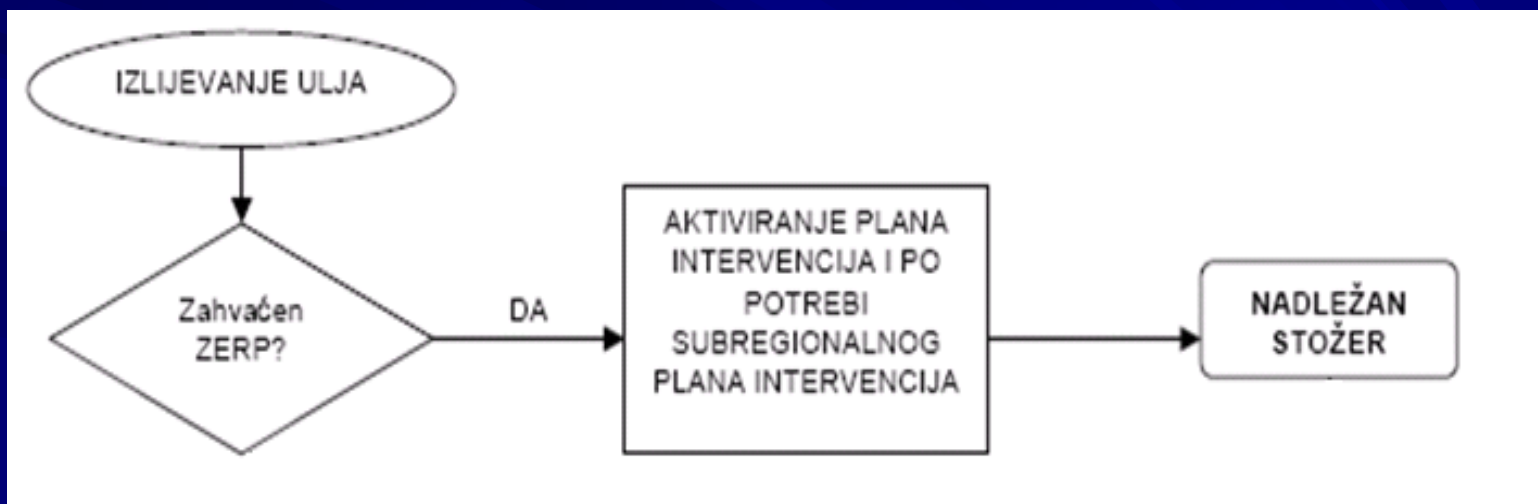 IZLIJEVANJE ULJA
Zahvaćen
ZERP?
DA
AKTIVIRANJE PLANA
INTERVENCIJA I PO
POTREBI
SUBREGIONALNOG
PLANA INTERVENCIJA
NADLEŽAN
STOŽER